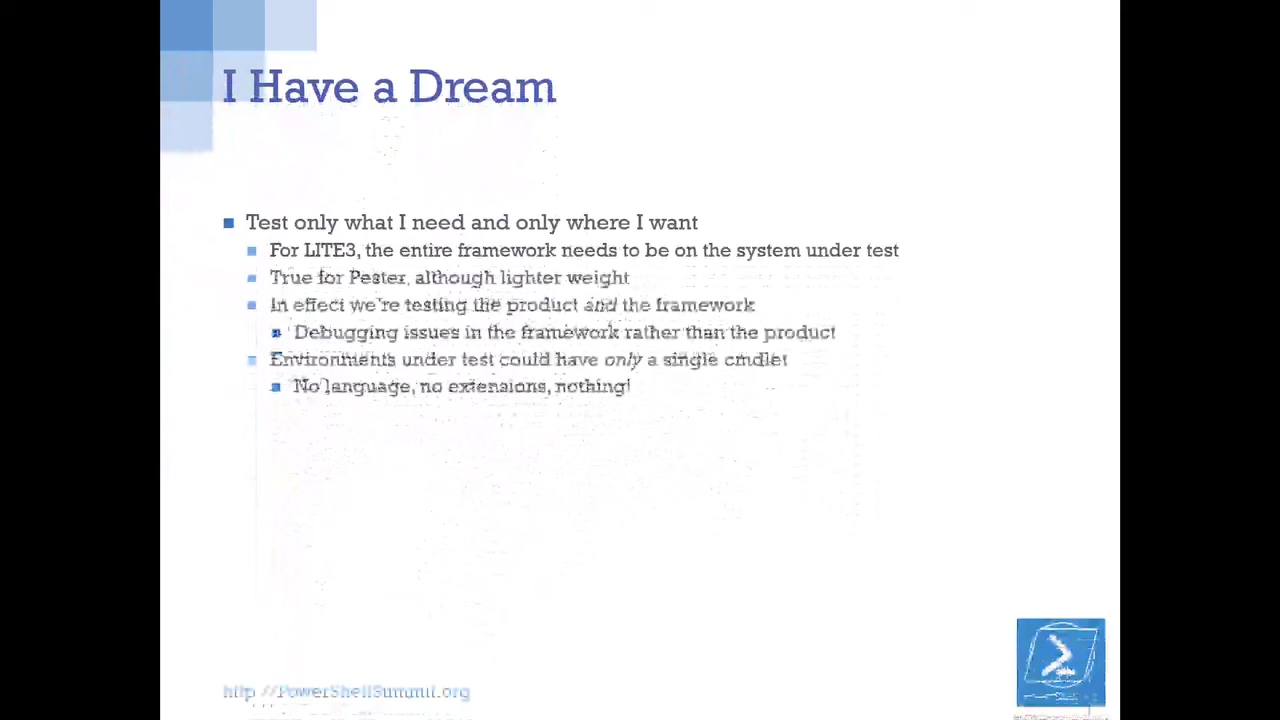 I Have a Dream
Test only what I need and only where I want
For LITE3, the entire framework needs to be on the system under test
True for Pester, although lighter weight
In effect we're testing the product and the framework
Debugging issues in the framework rather than the product
Environments under test could have only a single cmdlet
No language, no extensions, nothing!
http://PowerShellSummit.org